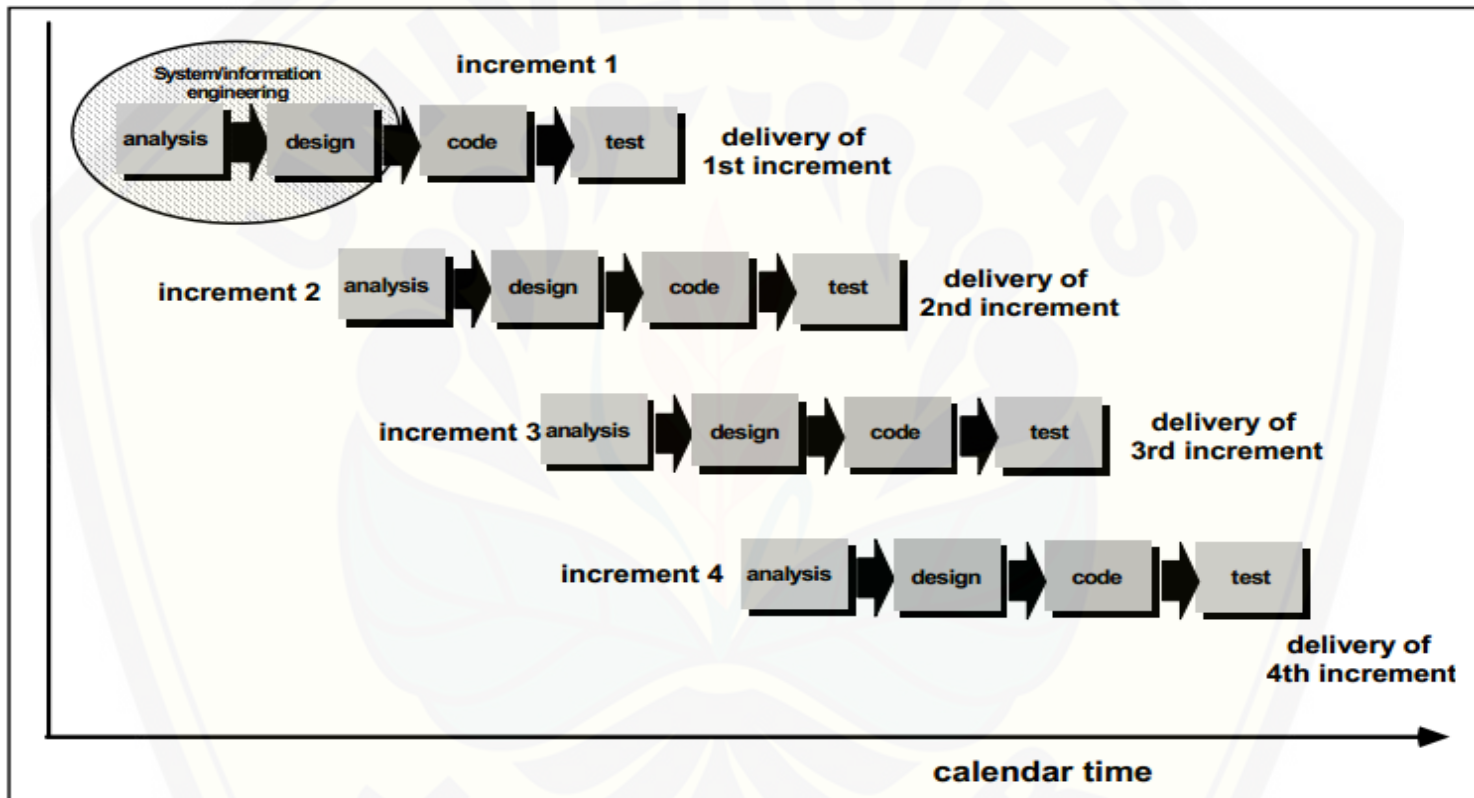 System/information
engineering
increment 1
analysis
design
code
test
delivery of
1st increment
increment 2
analysis
design
code
test
delivery of
2nd increment
increment 3
analysis
design
code
test
delivery of
3rd increment
increment 4
analysis
design
code
test
delivery of
4th increment
calendar time
UNIVERSITAS